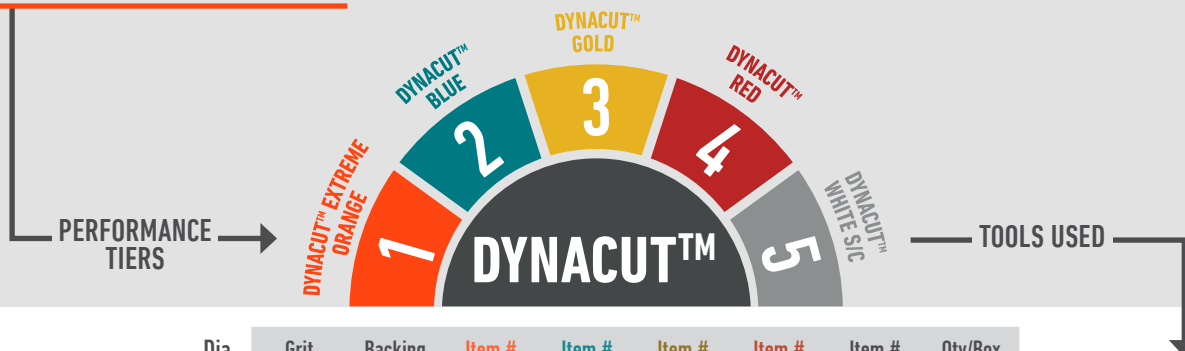 DYNACUT™
GOLD
DYNACUT™
BLUE
DYNACUT™
RED
DYNACUT™ EXTREME
ORANGE
DYNACUT™
WHITE S/C
1
2
3
4
5
PERFORMANCE
TIERS
DYNACUT™
TOOLS USED
Dia Grit Backing Item # Item # Item # Item # Item # Qty/Box